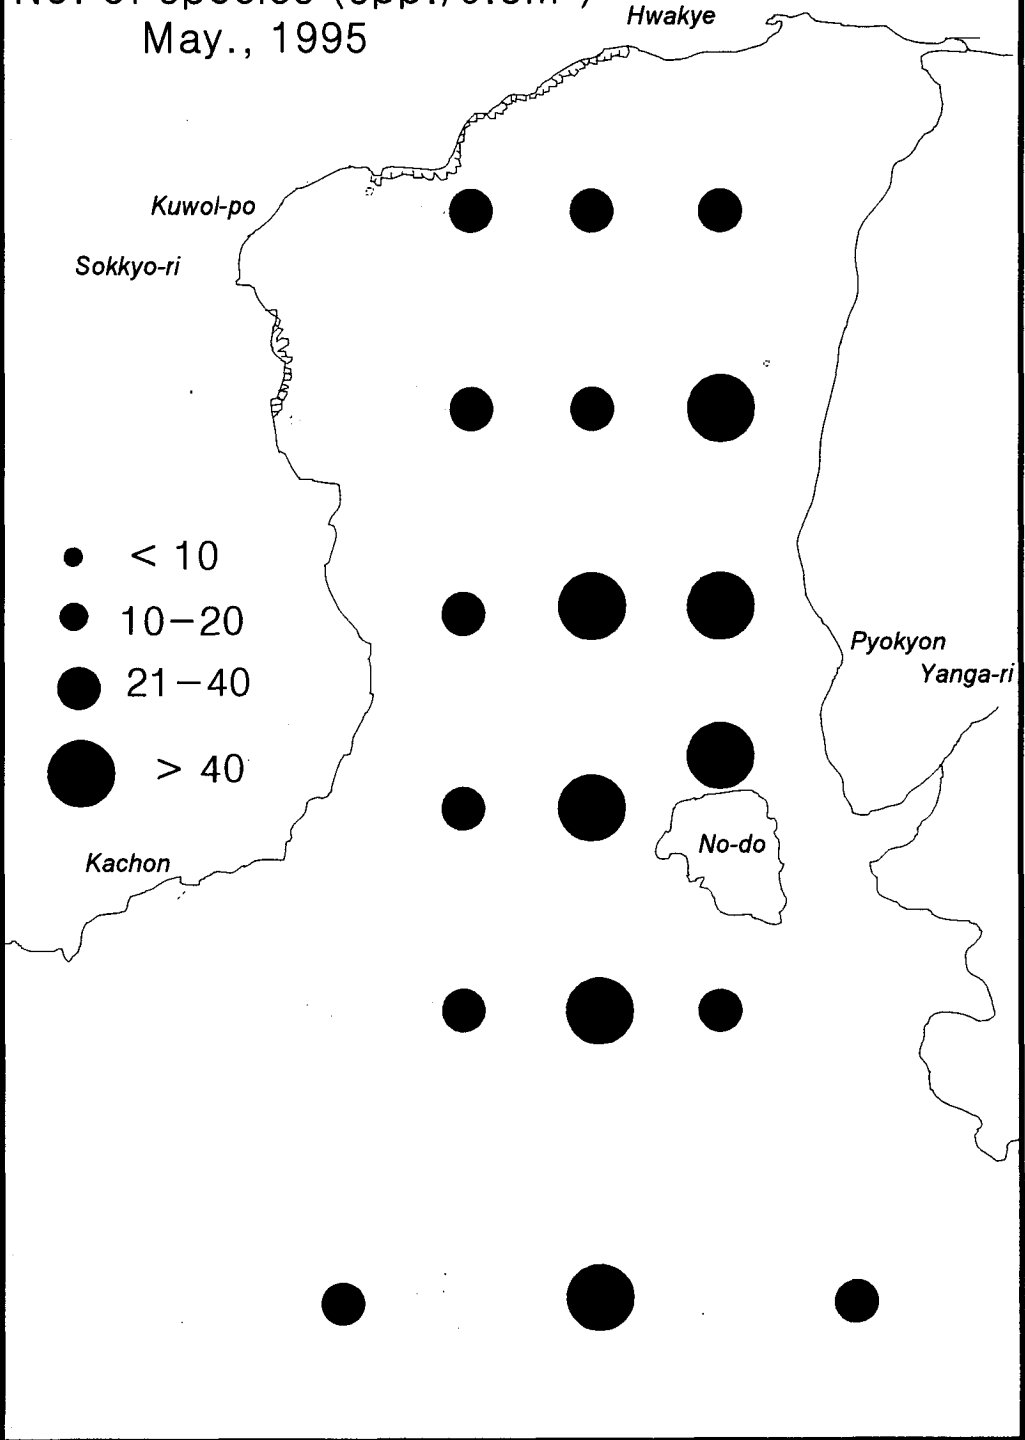 May., 1995
Hwakye
Kuwol-po
Sokkyo-ri
< 10
10-20
21-40
> 40
Pyokyon
Yanga-ri
No-do
Kachon